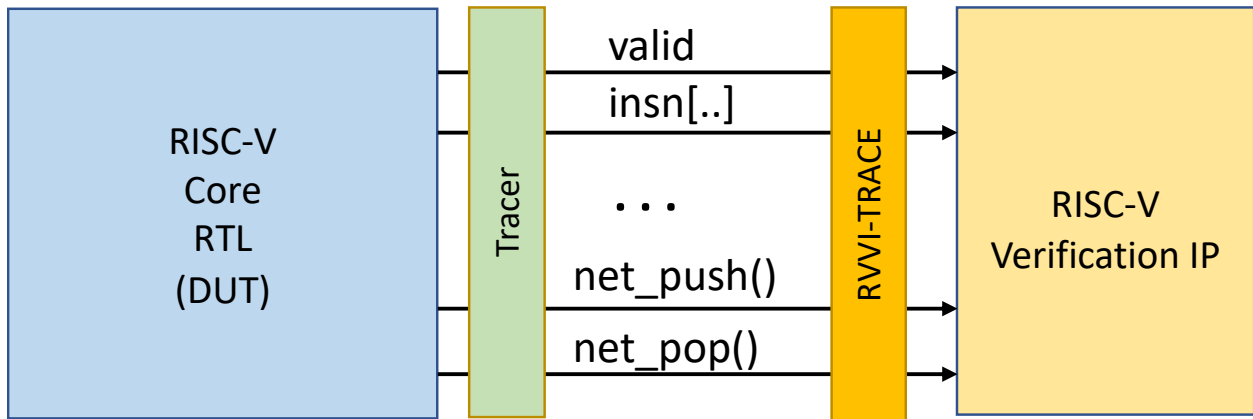 RISC-V
Core
RTL
(DUT)
Tracer
valid
insn[..]
...
net_push()
net_pop()
RVVI-TRACE
RISC-V
Verification IP